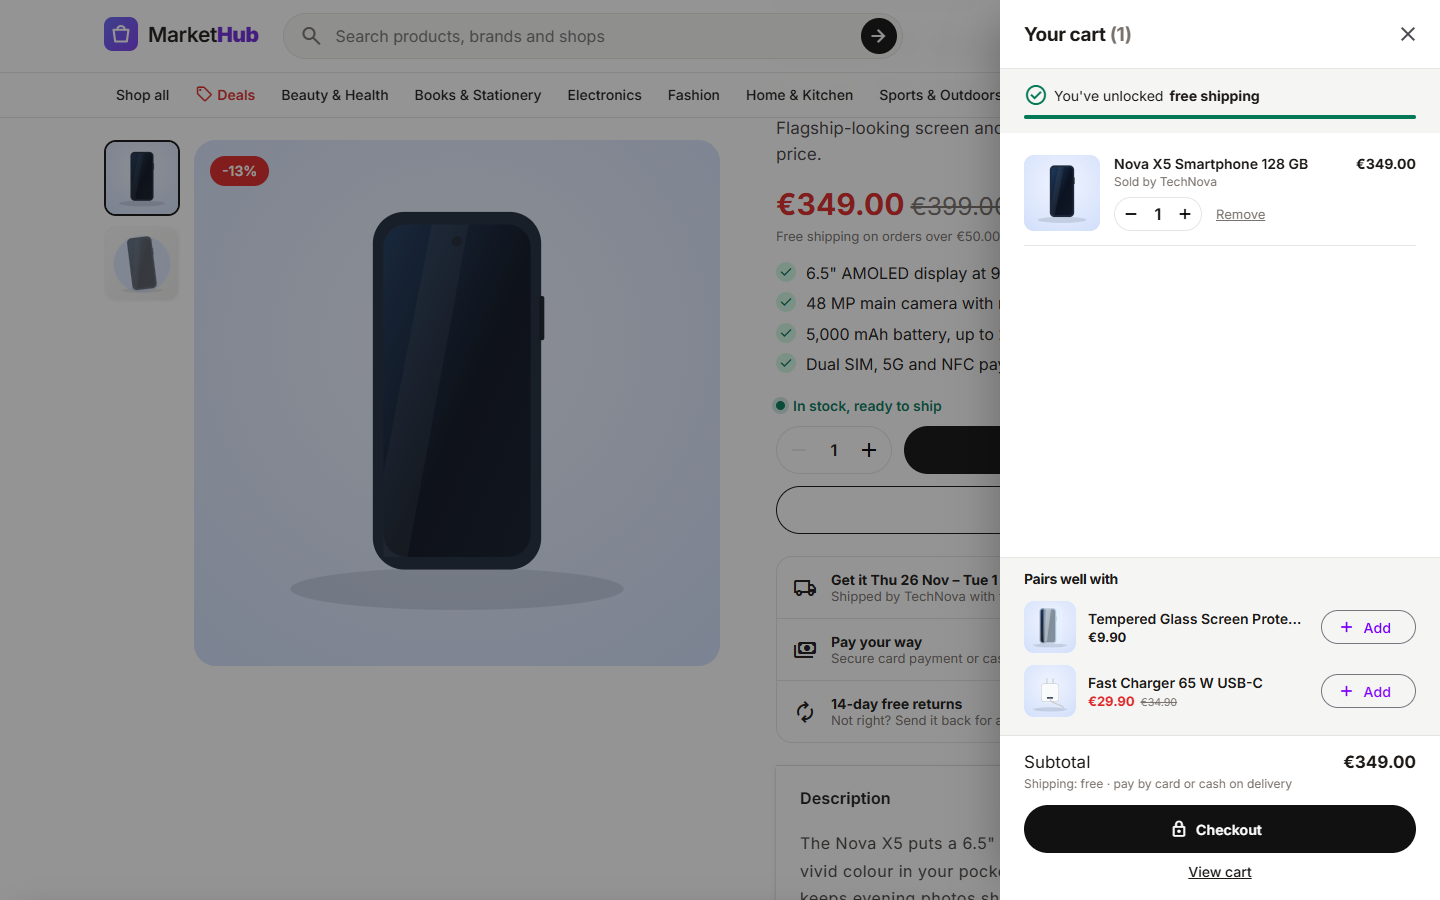 MarketHub
Search products, brands and shops
Shop all
Deals
Beauty & Health
Books & Stationery
Electronics
Fashion
Home & Kitchen
Sports & Outdoors
-13%
Flagship-looking screen and
price.
€349.00 €399.00
Free shipping on orders over €50.00
6.5" AMOLED display at 9
48 MP main camera with
5,000 mAh battery, up to
Dual SIM, 5G and NFC pay
In stock, ready to ship
1
Get it Thu 26 Nov – Tue 1
Shipped by TechNova with
Pay your way
Secure card payment or cas
14-day free returns
Not right? Send it back for a
Description
The Nova X5 puts a 6.5"
vivid colour in your pocke
keeps evening photos sh
Your cart (1)
You've unlocked free shipping
Nova X5 Smartphone 128 GB €349.00
Sold by TechNova
1 Remove
Pairs well with
Tempered Glass Screen Prote...
€9.90
Add
Fast Charger 65 W USB-C
€29.90 €34.90
Add
Subtotal €349.00
Shipping: free · pay by card or cash on delivery
Checkout
View cart